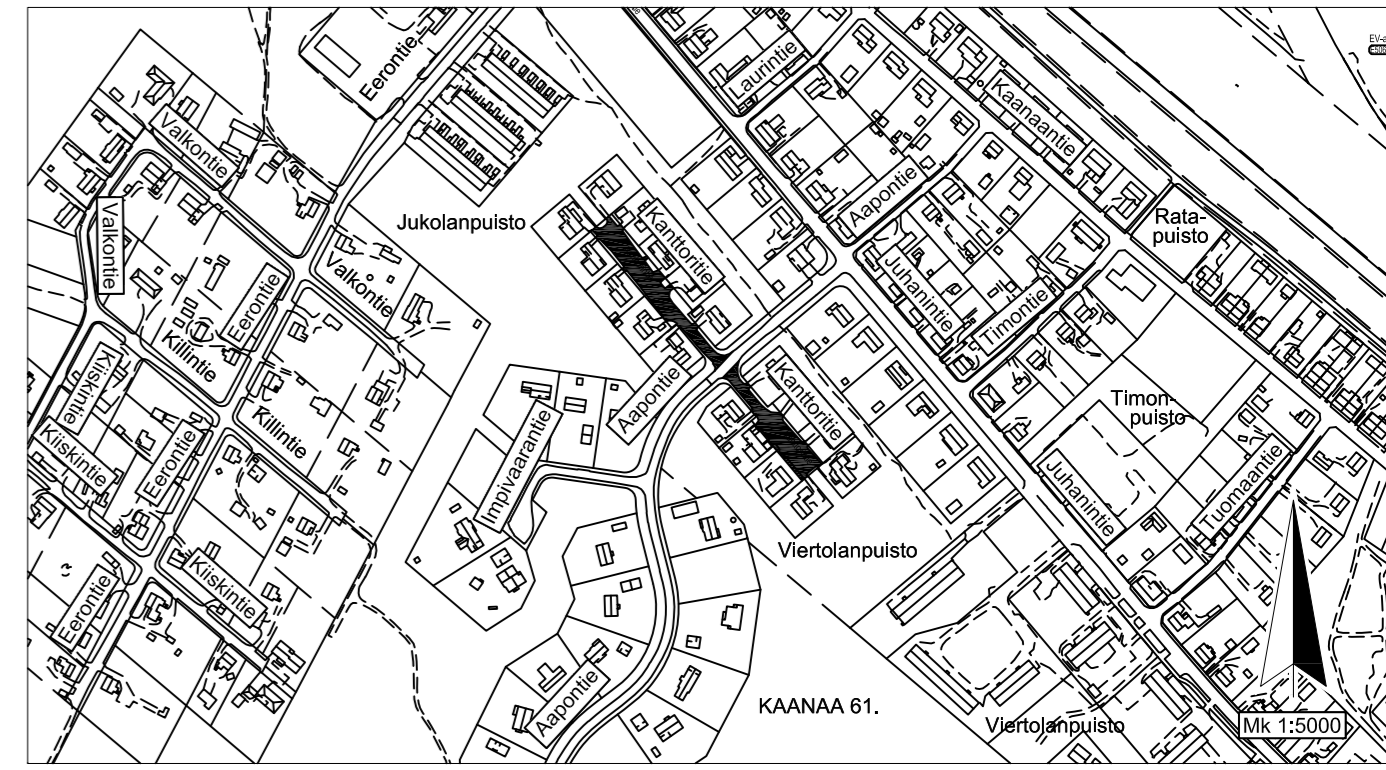 EV-a
Eerontie
Laurintie
Kaanaantie
Valkontie
Valkontie
Aapontie
Jukolanpuisto
Kanttoritie
Rata-
puisto
Valkontie
Juhanintie
Timontie
Eerontie
Killintie
Kiiskintie
Aapontie
Kanttoritie
Timon-
puisto
Killintie
Impivaarantie
Kiiskintie
Eerontie
Juhanintie
Tuomaantie
Viertolanpuisto
Kiiskintie
Eerontie
Aapontie
KAANAA 61.
Viertolanpuisto
Mk 1:5000